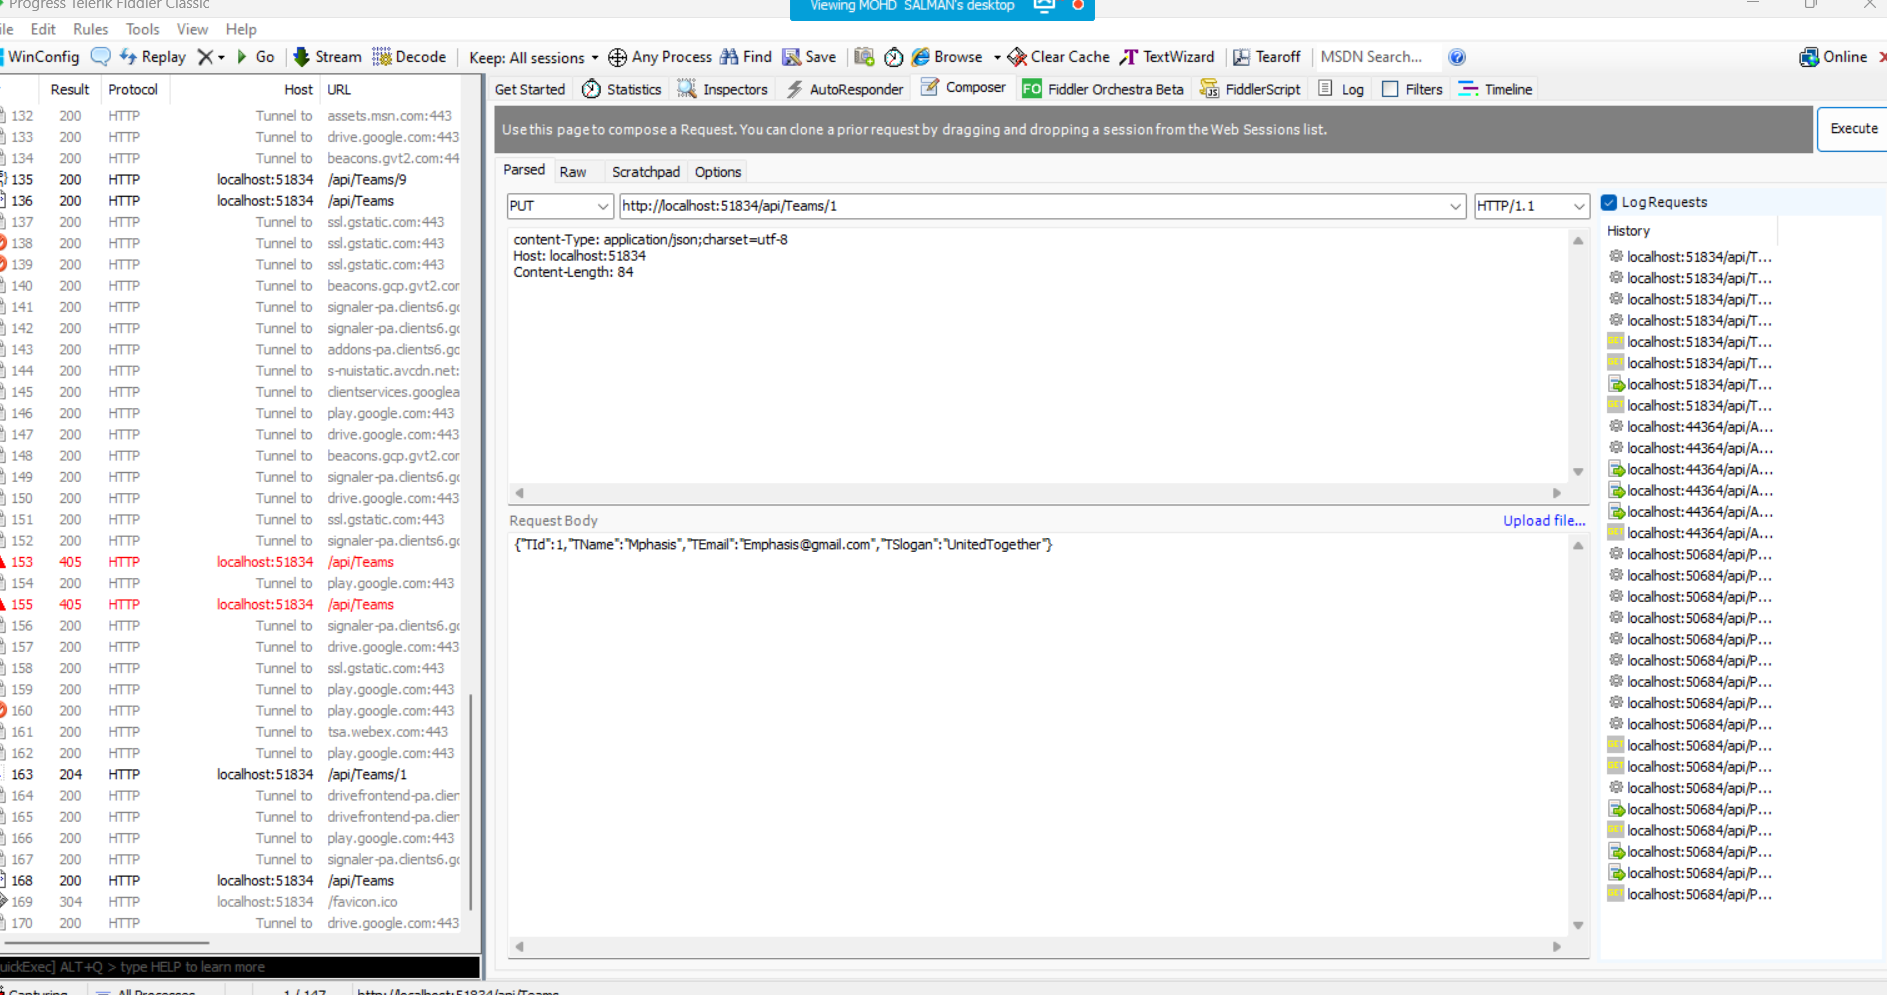 Progress Telerik Fiddler Classic
Viewing MOHD SALMAN's desktop
Edit Rules Tools View Help
WinConfig Replay Go Stream Decode Keep: All sessions Any Process Find Save Browse Clear Cache TextWizard Tearoff MSDN Search... Online
Result Protocol Host URL
Get Started Statistics Inspectors AutoResponder Composer FO Fiddler Orchestra Beta FiddlerScript Log Filters Timeline
132 200 HTTP Tunnel to assets.msn.com:443
133 200 HTTP Tunnel to drive.google.com:443
134 200 HTTP Tunnel to beacons.gvt2.com:44
135 200 HTTP localhost:51834 /api/Teams/9
136 200 HTTP localhost:51834 /api/Teams
137 200 HTTP Tunnel to ssl.gstatic.com:443
138 200 HTTP Tunnel to ssl.gstatic.com:443
139 200 HTTP Tunnel to ssl.gstatic.com:443
140 200 HTTP Tunnel to beacons.gcp.gvt2.cor
141 200 HTTP Tunnel to signaler-pa.clients6.gc
142 200 HTTP Tunnel to signaler-pa.clients6.gc
143 200 HTTP Tunnel to addons-pa.clients6.gc
144 200 HTTP Tunnel to s-nuistatic.avcdn.net:
145 200 HTTP Tunnel to clientservices.googlea
146 200 HTTP Tunnel to play.google.com:443
147 200 HTTP Tunnel to drive.google.com:443
148 200 HTTP Tunnel to beacons.gcp.gvt2.cor
149 200 HTTP Tunnel to signaler-pa.clients6.gc
150 200 HTTP Tunnel to drive.google.com:443
151 200 HTTP Tunnel to ssl.gstatic.com:443
152 200 HTTP Tunnel to signaler-pa.clients6.gc
153 405 HTTP localhost:51834 /api/Teams
154 200 HTTP Tunnel to play.google.com:443
155 405 HTTP localhost:51834 /api/Teams
156 200 HTTP Tunnel to signaler-pa.clients6.gc
157 200 HTTP Tunnel to drive.google.com:443
158 200 HTTP Tunnel to ssl.gstatic.com:443
159 200 HTTP Tunnel to play.google.com:443
160 200 HTTP Tunnel to play.google.com:443
161 200 HTTP Tunnel to tsa.webex.com:443
162 200 HTTP Tunnel to play.google.com:443
163 204 HTTP localhost:51834 /api/Teams/1
164 200 HTTP Tunnel to drivefrontend-pa.clier
165 200 HTTP Tunnel to drivefrontend-pa.clier
166 200 HTTP Tunnel to play.google.com:443
167 200 HTTP Tunnel to signaler-pa.clients6.gc
168 200 HTTP localhost:51834 /api/Teams
169 304 HTTP localhost:51834 /favicon.ico
170 200 HTTP Tunnel to drive.google.com:443
uickExec] ALT+Q > type HELP to learn more
Capturing All Processes 1 / 147 http://localhost:51834/api/Teams
Use this page to compose a Request. You can clone a prior request by dragging and dropping a session from the Web Sessions list.
Execute
Parsed Raw Scratchpad Options
PUT http://localhost:51834/api/Teams/1 HTTP/1.1
content-Type: application/json;charset=utf-8
Host: localhost:51834
Content-Length: 84
Request Body Upload file...
{"TId":1,"TName":"Mphasis","TEmail":"Emphasis@gmail.com","TSlogan":"UnitedTogether"}
Log Requests
History
localhost:51834/api/T...
localhost:51834/api/T...
localhost:51834/api/T...
localhost:51834/api/T...
GET localhost:51834/api/T...
GET localhost:51834/api/T...
localhost:51834/api/T...
GET localhost:51834/api/T...
localhost:44364/api/A...
localhost:44364/api/A...
localhost:44364/api/A...
localhost:44364/api/A...
localhost:44364/api/A...
GET localhost:44364/api/A...
localhost:50684/api/P...
localhost:50684/api/P...
localhost:50684/api/P...
localhost:50684/api/P...
localhost:50684/api/P...
localhost:50684/api/P...
localhost:50684/api/P...
localhost:50684/api/P...
localhost:50684/api/P...
GET localhost:50684/api/P...
GET localhost:50684/api/P...
localhost:50684/api/P...
localhost:50684/api/P...
GET localhost:50684/api/P...
localhost:50684/api/P...
localhost:50684/api/P...
GET localhost:50684/api/P...